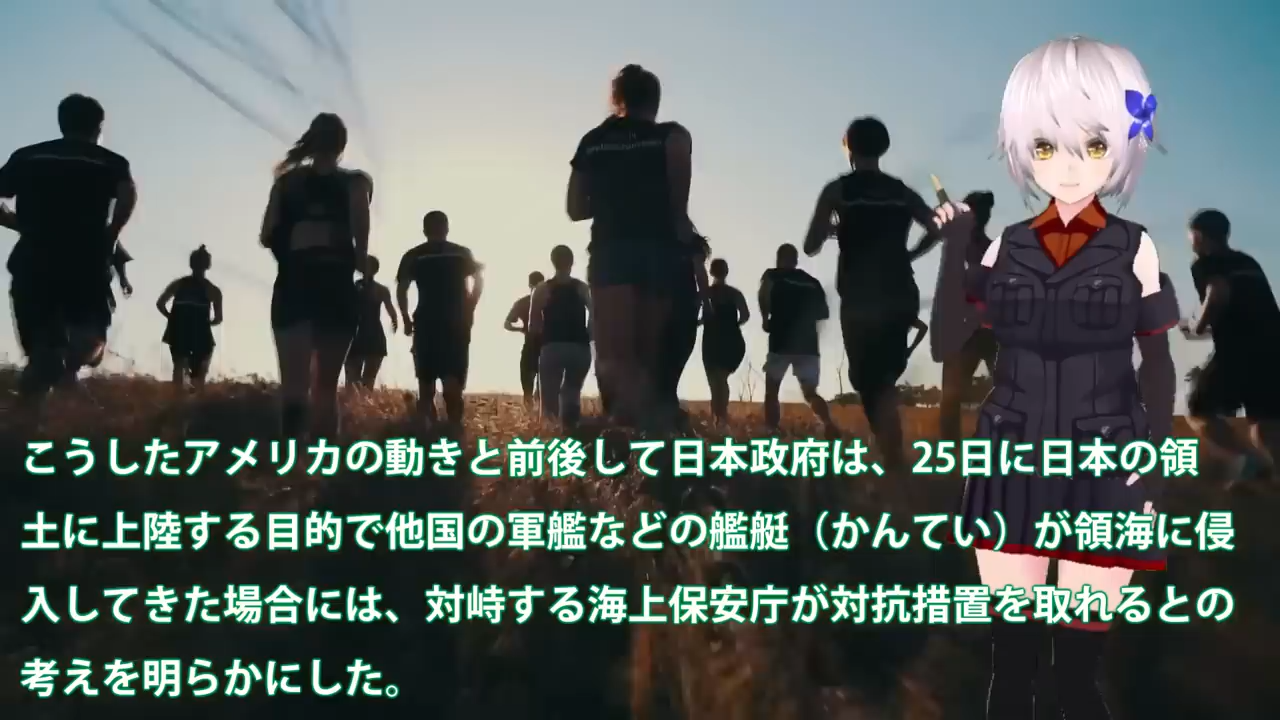 こうしたアメリカの動きと前後して日本政府は、25日に日本の領
土に上陸する目的で他国の軍艦などの艦艇（かんてい）が領海に侵
入してきた場合には、対峙する海上保安庁が対抗措置を取れるとの
考えを明らかにした。